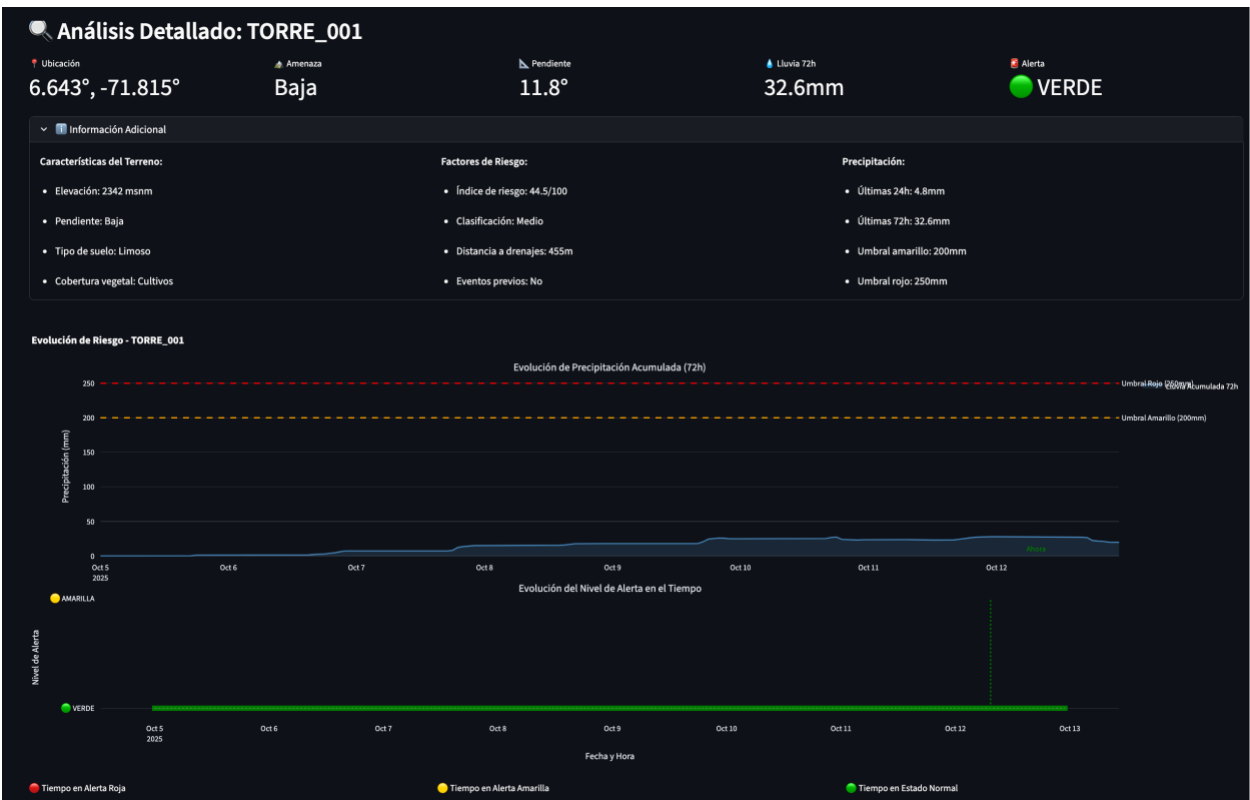 Análisis Detallado: TORRE_001
Ubicación
Amenaza
Pendiente
Lluvia 72h
Alerta
6.643°, -71.815°
Baja
11.8°
32.6mm
VERDE
Información Adicional
Características del Terreno:
Elevación: 2342 msnm
Pendiente: Baja
Tipo de suelo: Limoso
Cobertura vegetal: Cultivos
Factores de Riesgo:
Índice de riesgo: 44.5/100
Clasificación: Medio
Distancia a drenajes: 455m
Eventos previos: No
Precipitación:
Últimas 24h: 4.8mm
Últimas 72h: 32.6mm
Umbral amarillo: 200mm
Umbral rojo: 250mm
Evolución de Riesgo - TORRE_001
Evolución de Precipitación Acumulada (72h)
Precipitación (mm)
250
200
150
100
50
0
Umbral Rojo (250mm)
Lluvia Acumulada 72h
Umbral Amarillo (200mm)
Ahora
Oct 5
2025
Oct 6
Oct 7
Oct 8
Oct 9
Oct 10
Oct 11
Oct 12
Evolución del Nivel de Alerta en el Tiempo
AMARILLA
Nivel de Alerta
VERDE
Oct 5
2025
Oct 6
Oct 7
Oct 8
Oct 9
Oct 10
Oct 11
Oct 12
Oct 13
Fecha y Hora
Tiempo en Alerta Roja
Tiempo en Alerta Amarilla
Tiempo en Estado Normal